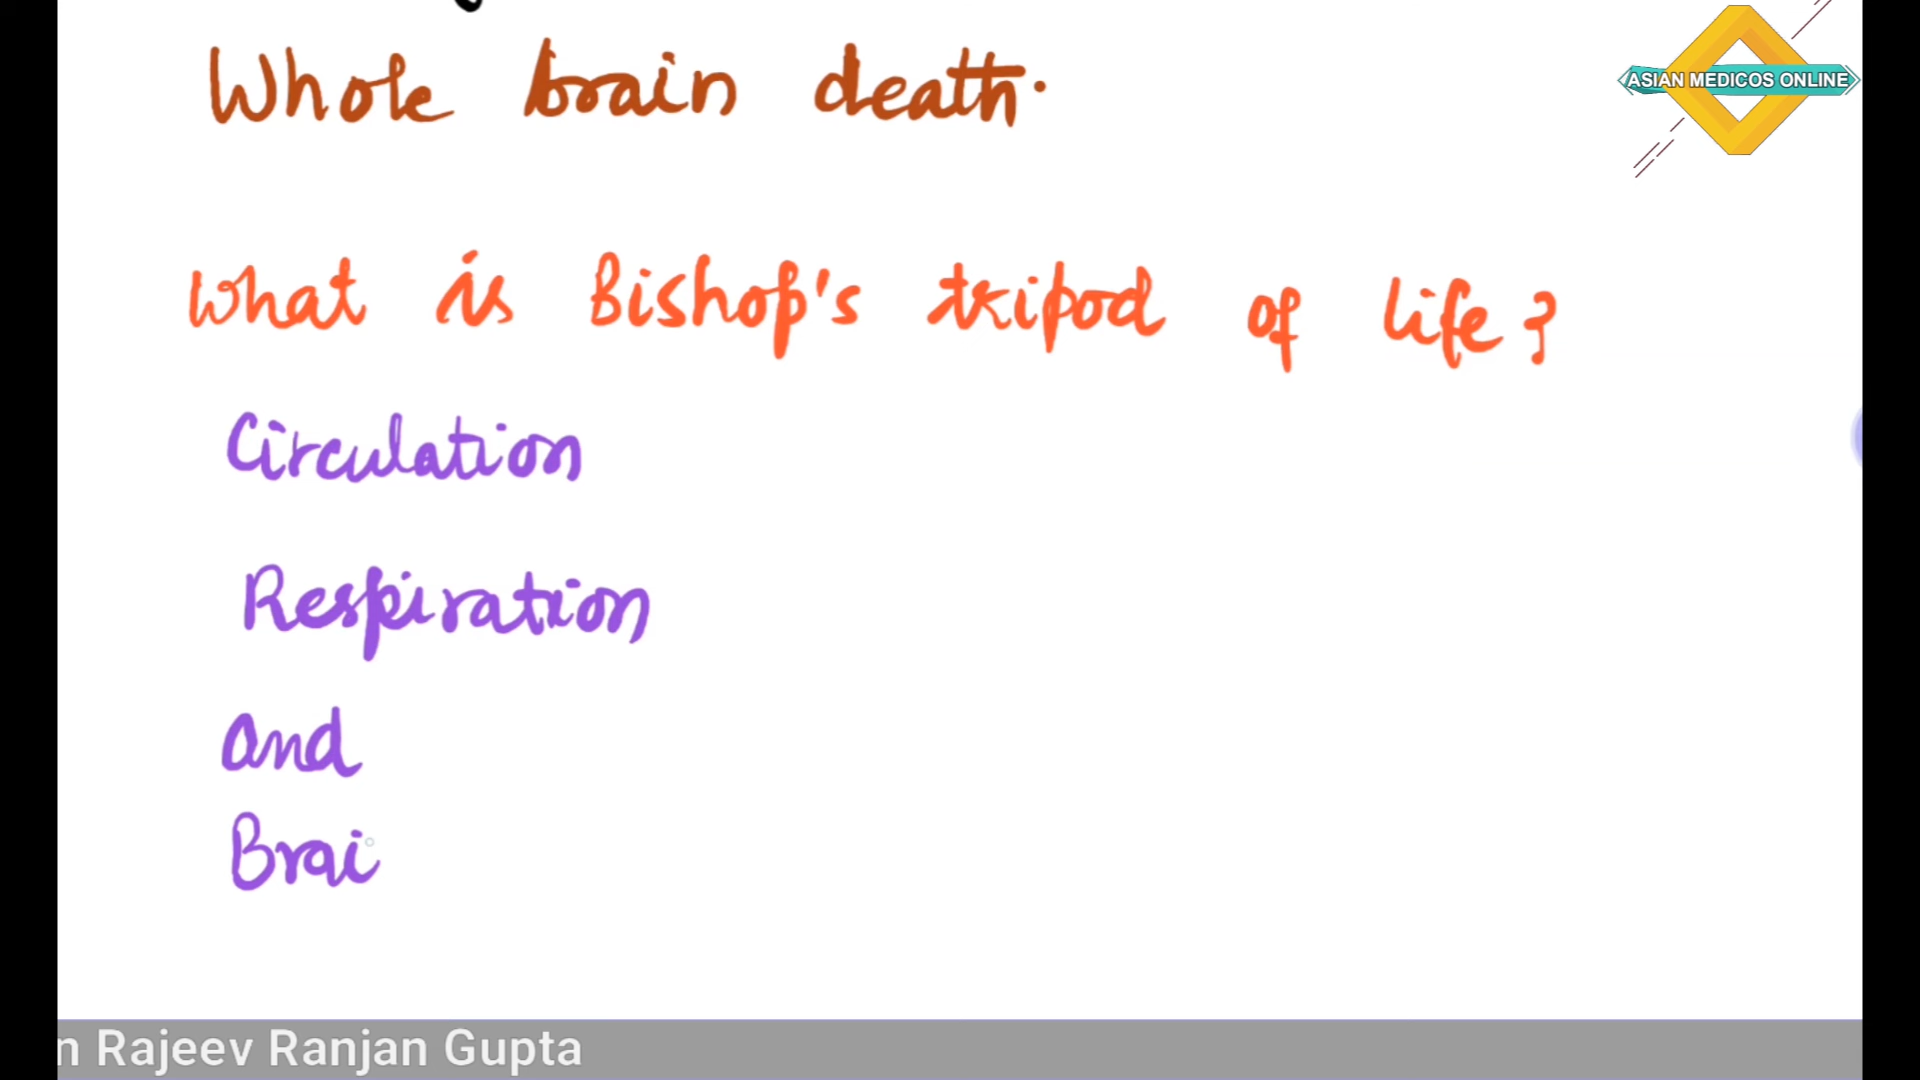 Whole brain death.
ASIAN MEDICOS ONLINE
What is Bishop's tripod of life?
Circulation
Respiration
And
Brai
n Rajeev Ranjan Gupta